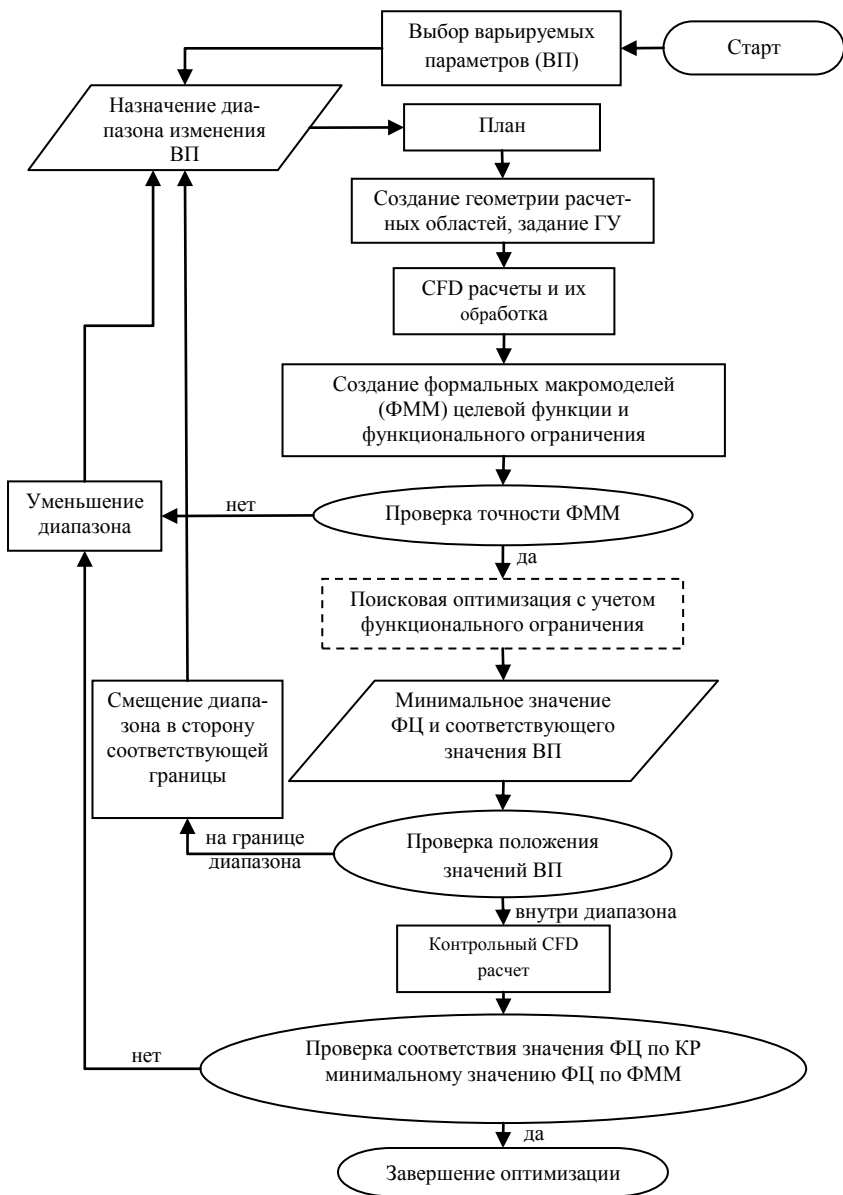 Старт
Выбор варьируемых
параметров (ВП)
Назначение диа-
пазона изменения
ВП
План
Создание геометрии расчет-
ных областей, задание ГУ
CFD расчеты и их
обработка
Создание формальных макромоделей
(ФММ) целевой функции и
функционального ограничения
Проверка точности ФММ
нет
Уменьшение
диапазона
да
Поисковая оптимизация с учетом
функционального ограничения
Минимальное значение
ФЦ и соответствующего
значения ВП
Смещение диапа-
зона в сторону
соответствующей
границы
Проверка положения
значений ВП
на границе
диапазона
внутри диапазона
Контрольный CFD
расчет
Проверка соответствия значения ФЦ по КР
минимальному значению ФЦ по ФММ
нет
да
Завершение оптимизации